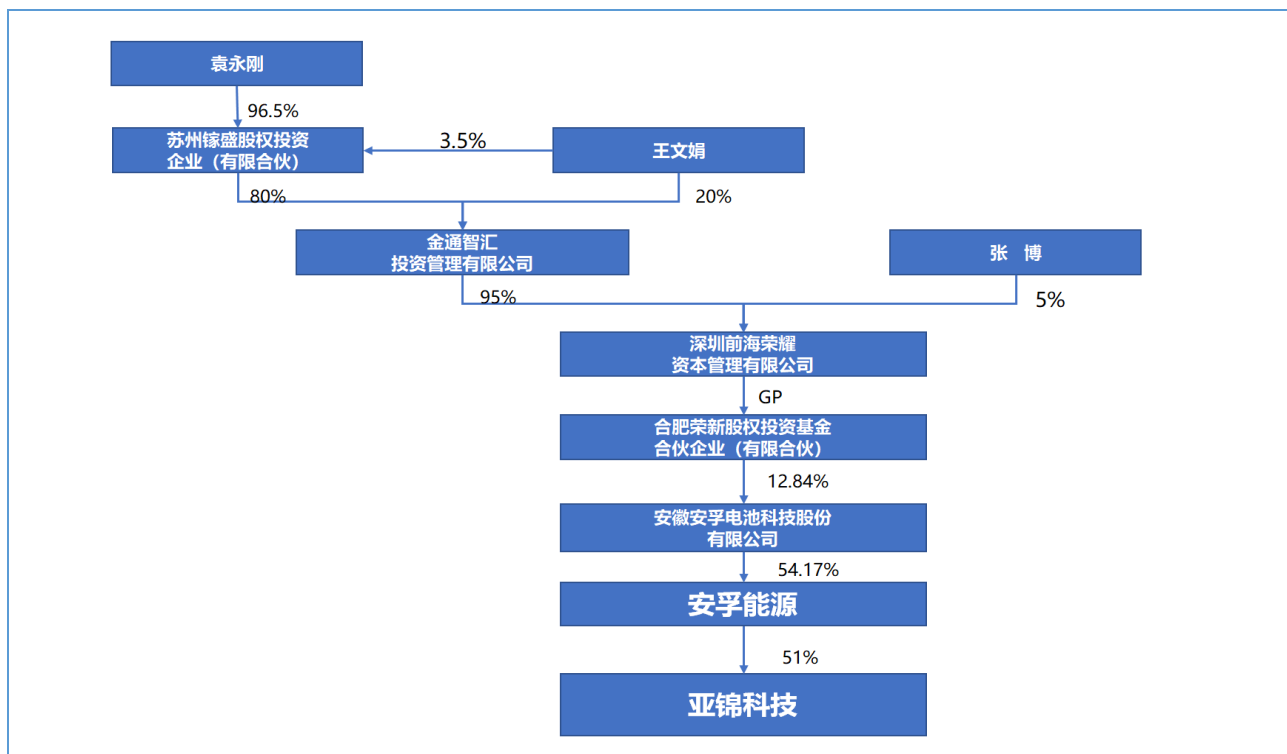 袁永刚
96.5%
苏州镓盛股权投资
企业（有限合伙）
3.5%
王文娟
80%
20%
金通智汇
投资管理有限公司
张 博
95%
5%
深圳前海荣耀
资本管理有限公司
GP
合肥荣新股权投资基金
合伙企业（有限合伙）
12.84%
安徽安孚电池科技股份
有限公司
54.17%
安孚能源
51%
亚锦科技